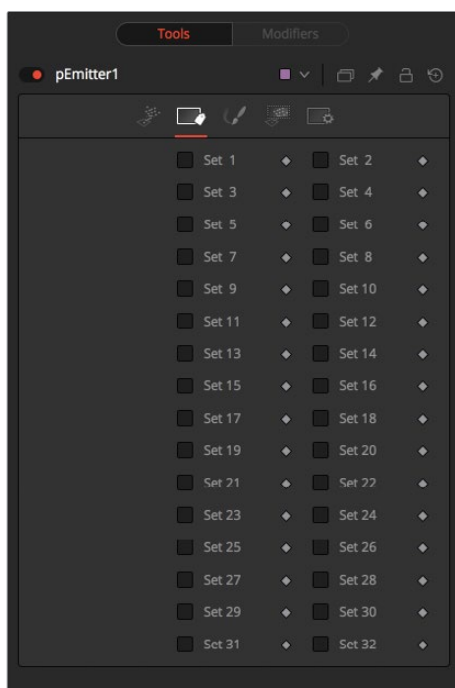 Tools Modifiers
pEmitter1
Set 1 Set 2
Set 3 Set 4
Set 5 Set 6
Set 7 Set 8
Set 9 Set 10
Set 11 Set 12
Set 13 Set 14
Set 15 Set 16
Set 17 Set 18
Set 19 Set 20
Set 21 Set 22
Set 23 Set 24
Set 25 Set 26
Set 27 Set 28
Set 29 Set 30
Set 31 Set 32